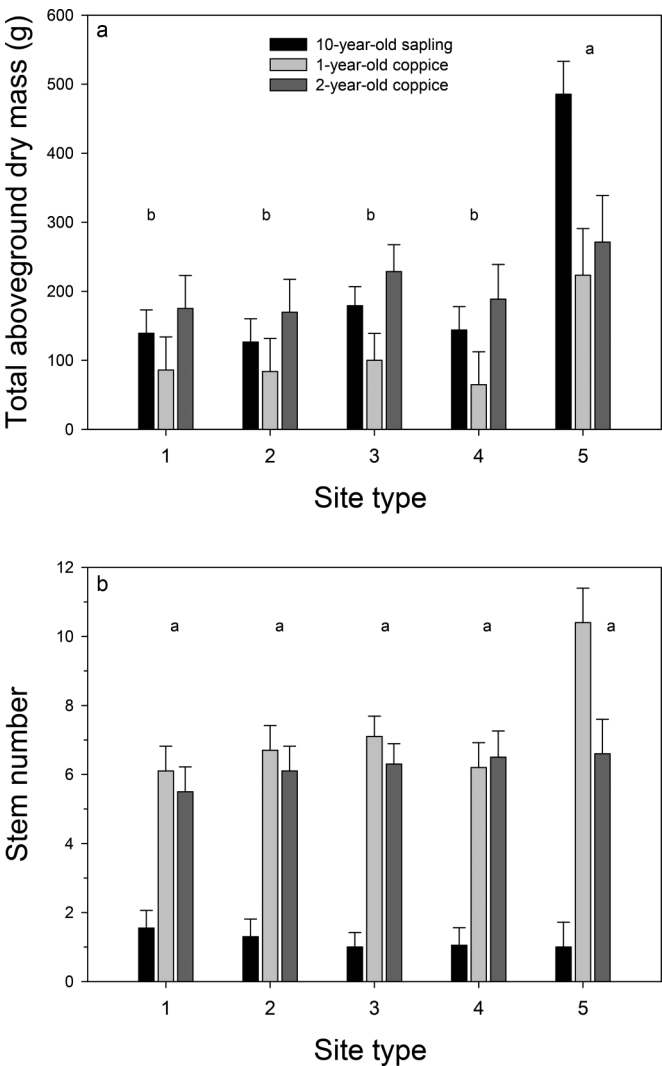 600
a
10-year-old sapling
1-year-old coppice
2-year-old coppice
a
500
400
300
b b b b
200
100
0
Total aboveground dry mass (g)
1 2 3 4 5
Site type
12
b
a a a a a
10
8
6
4
2
0
Stem number
1 2 3 4 5
Site type